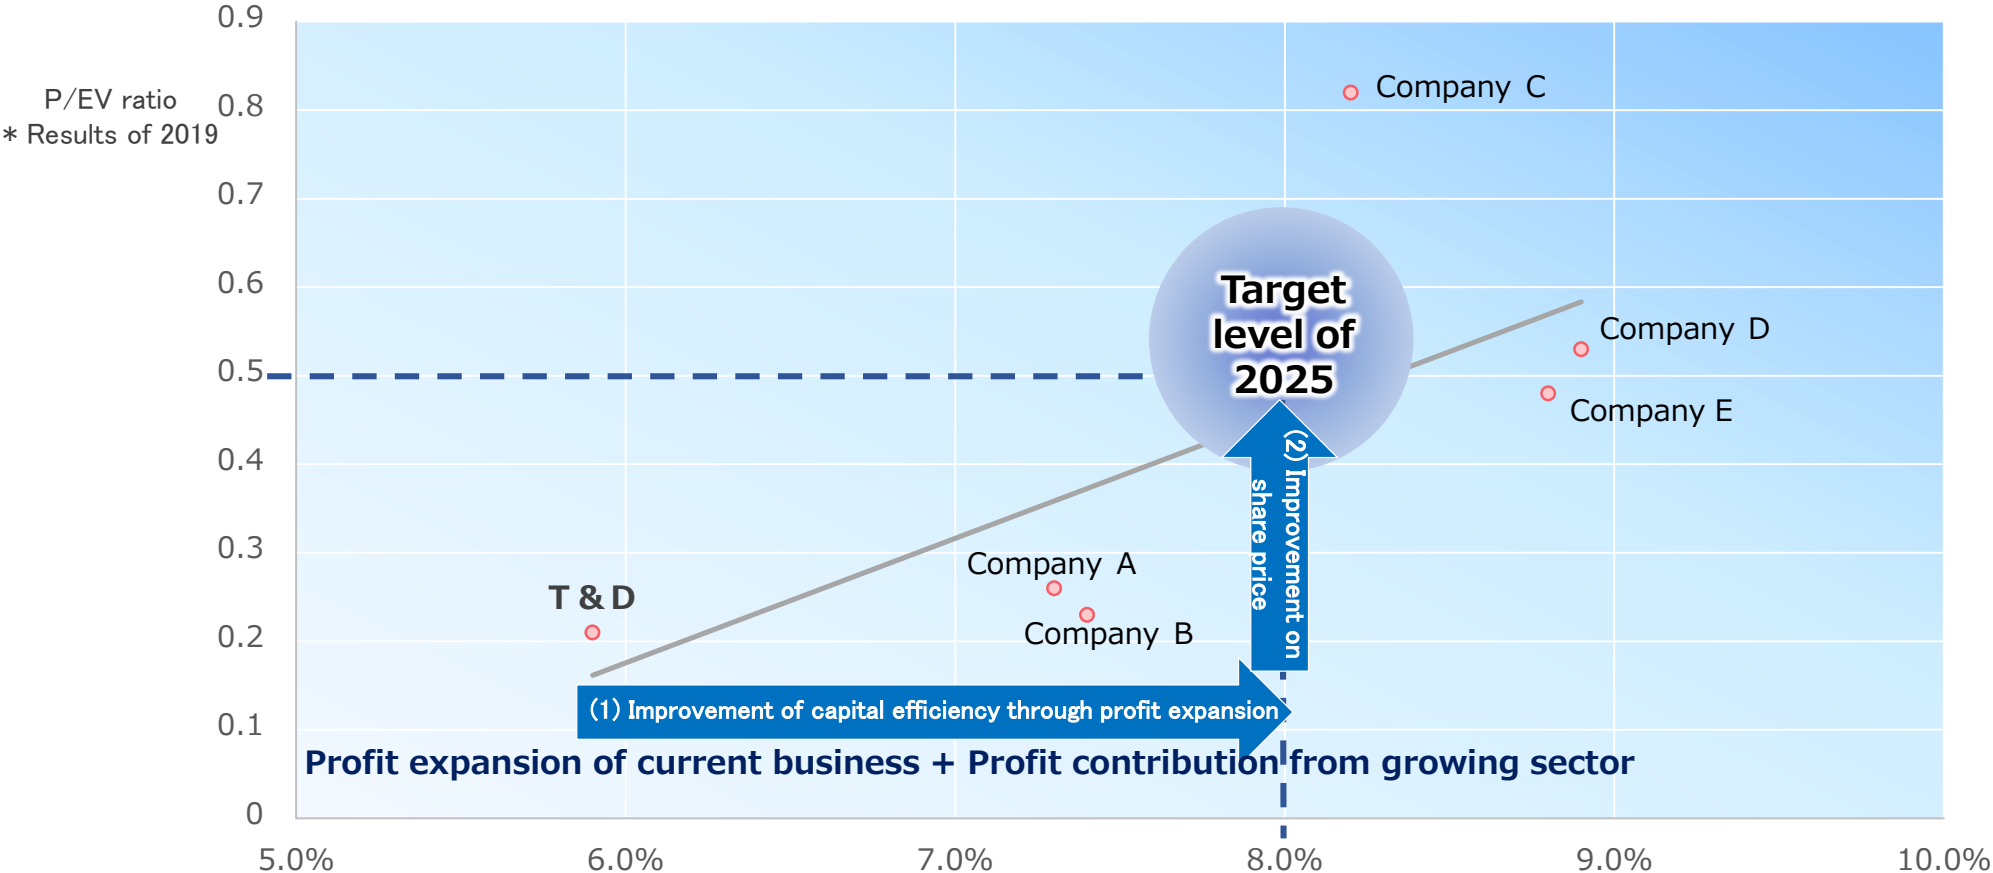 0.9
P/EV ratio
* Results of 2019
0.8
0.7
0.6
0.5
0.4
0.3
0.2
0.1
0
Company C
Target
level of
2025
Company D
Company E
(2) Improvement on
share price
Company A
T & D
Company B
(1) Improvement of capital efficiency through profit expansion
Profit expansion of current business + Profit contribution from growing sector
5.0% 6.0% 7.0% 8.0% 9.0% 10.0%